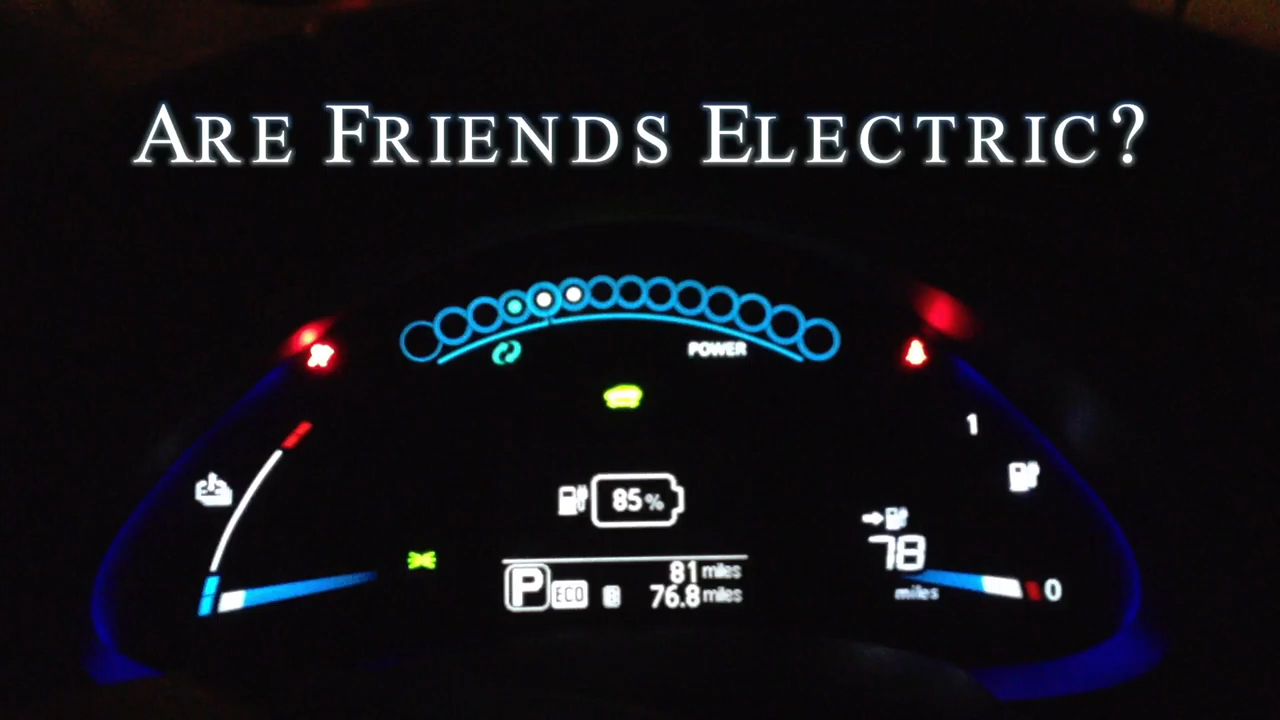 ARE FRIENDS ELECTRIC?
POWER
1
85%
78
miles
0
P ECO B
81 miles
76.8 miles